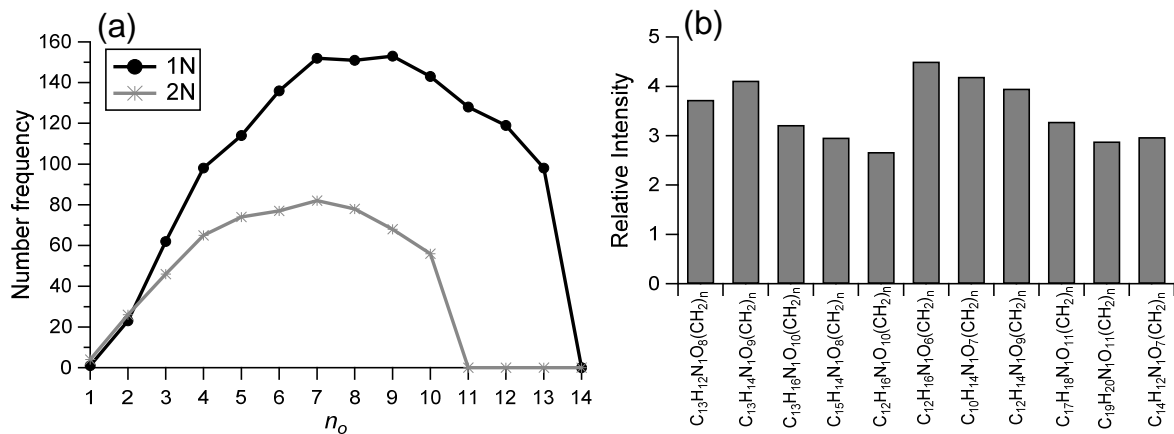 (a)
160
140
120
100
80
60
40
20
0
Number frequency
1N
2N
1 2 3 4 5 6 7 8 9 10 11 12 13 14
nₒ
(b)
5
4
3
2
1
0
Relative Intensity
C₁₃H₁₂N₁O₈(CH₂)ₙ
C₁₃H₁₄N₁O₉(CH₂)ₙ
C₁₃H₁₆N₁O₁₀(CH₂)ₙ
C₁₅H₁₄N₁O₈(CH₂)ₙ
C₁₂H₁₆N₁O₁₀(CH₂)ₙ
C₁₂H₁₆N₁O₆(CH₂)ₙ
C₁₀H₁₄N₁O₇(CH₂)ₙ
C₁₂H₁₄N₁O₉(CH₂)ₙ
C₁₇H₁₈N₁O₁₁(CH₂)ₙ
C₁₉H₂₀N₁O₁₁(CH₂)ₙ
C₁₄H₁₂N₁O₇(CH₂)ₙ